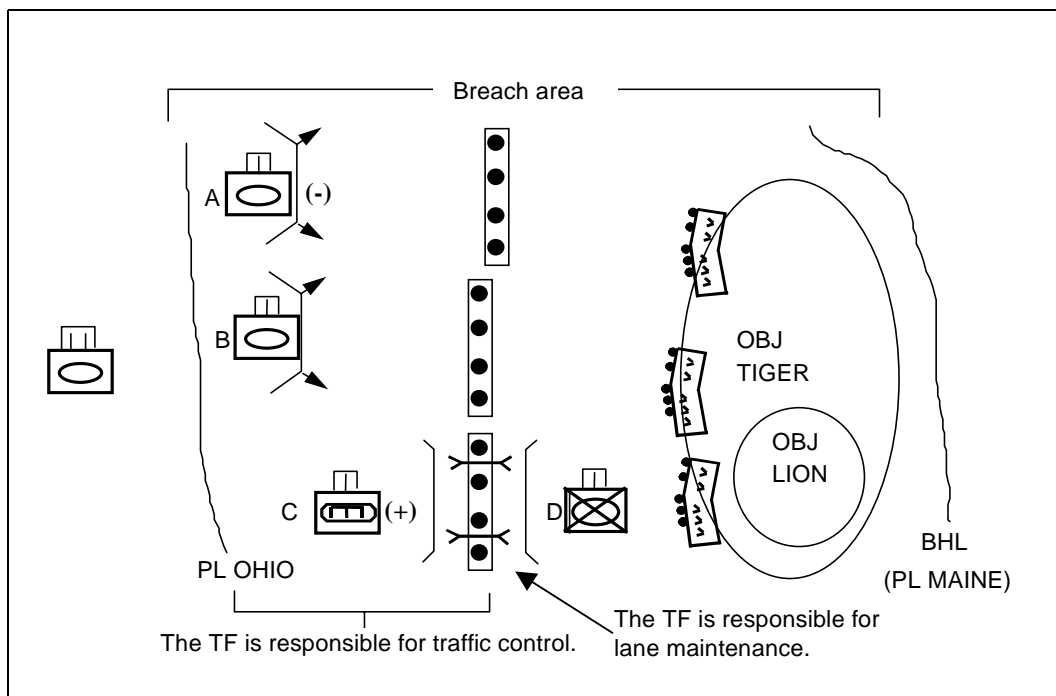 Breach area
A
(-)
B
OBJ
TIGER
OBJ
LION
C
(+)
D
BHL
(PL MAINE)
PL OHIO
The TF is responsible for traffic control.
The TF is responsible for
lane maintenance.